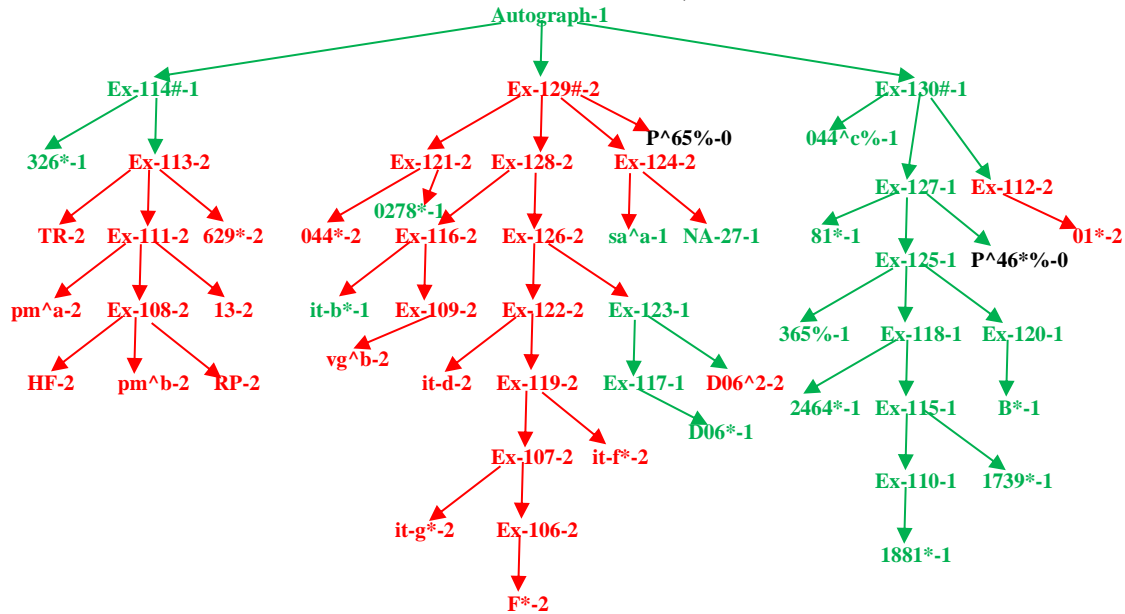 Autograph-1
Ex-114#-1 Ex-129#-2 Ex-130#-1
P^65%-0 044^c%-1
326*-1 Ex-113-2 Ex-121-2 Ex-128-2 Ex-124-2
Ex-127-1 Ex-112-2
0278*-1
TR-2 Ex-111-2 629*-2 044*-2 Ex-116-2 Ex-126-2 sa^a-1 NA-27-1 81*-1 01*-2
Ex-125-1 P^46*%-0
pm^a-2 Ex-108-2 13-2 it-b*-1 Ex-109-2 Ex-122-2 Ex-123-1
365%-1 Ex-118-1 Ex-120-1
vg^b-2
HF-2 pm^b-2 RP-2 it-d-2 Ex-119-2 Ex-117-1 D06^2-2
2464*-1 Ex-115-1 B*-1
D06*-1
Ex-107-2 it-f*-2
Ex-110-1 1739*-1
it-g*-2 Ex-106-2
1881*-1
F*-2